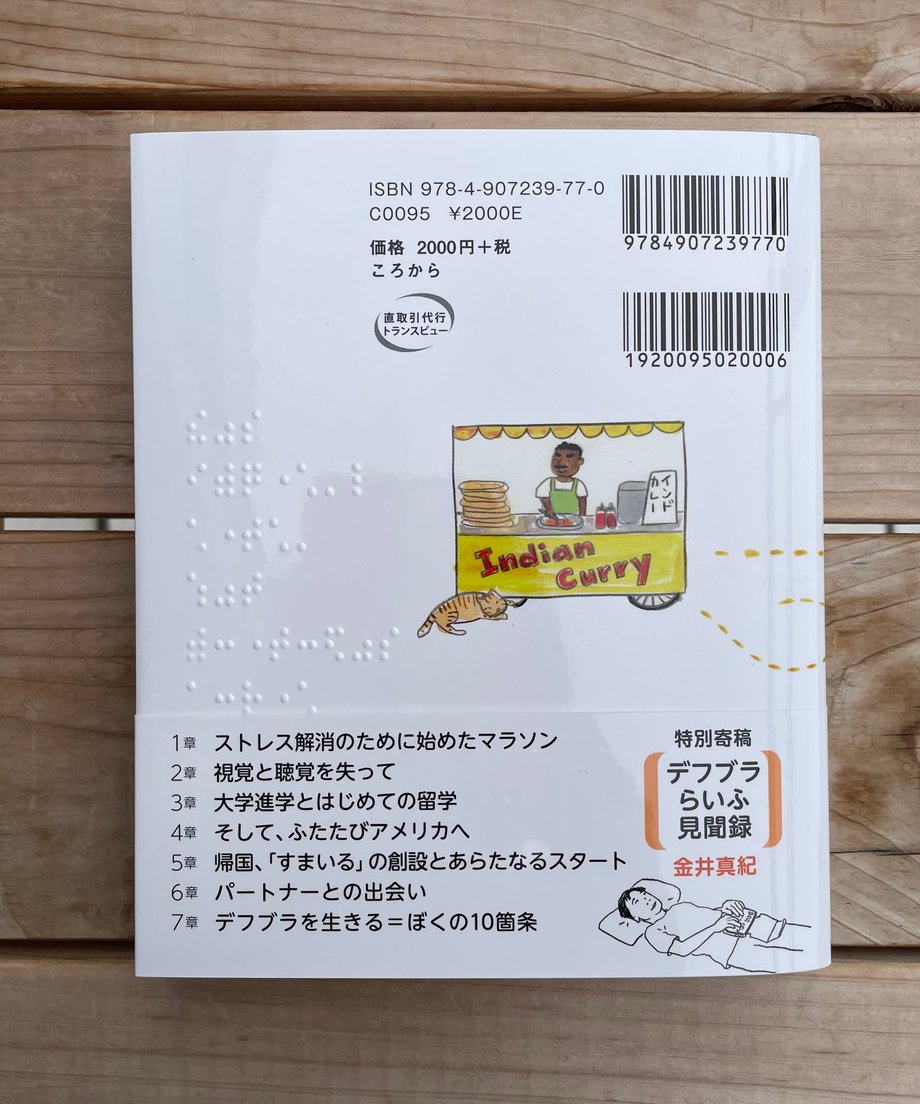 ISBN 978-4-907239-77-0
C0095 ¥2000E
価格 2000円+税
ころから
直取引代行
トランスビュー
9784907239770
1920095020006
インド
カレー
Indian
Curry
1章 ストレス解消のために始めたマラソン
2章 視覚と聴覚を失って
3章 大学進学とはじめての留学
4章 そして、ふたたびアメリカへ
5章 帰国、「すまいる」の創設とあらたなるスタート
6章 パートナーとの出会い
7章 デフブラを生きる=ぼくの10箇条
特別寄稿
デフブラ
らいふ
見聞録
金井真紀